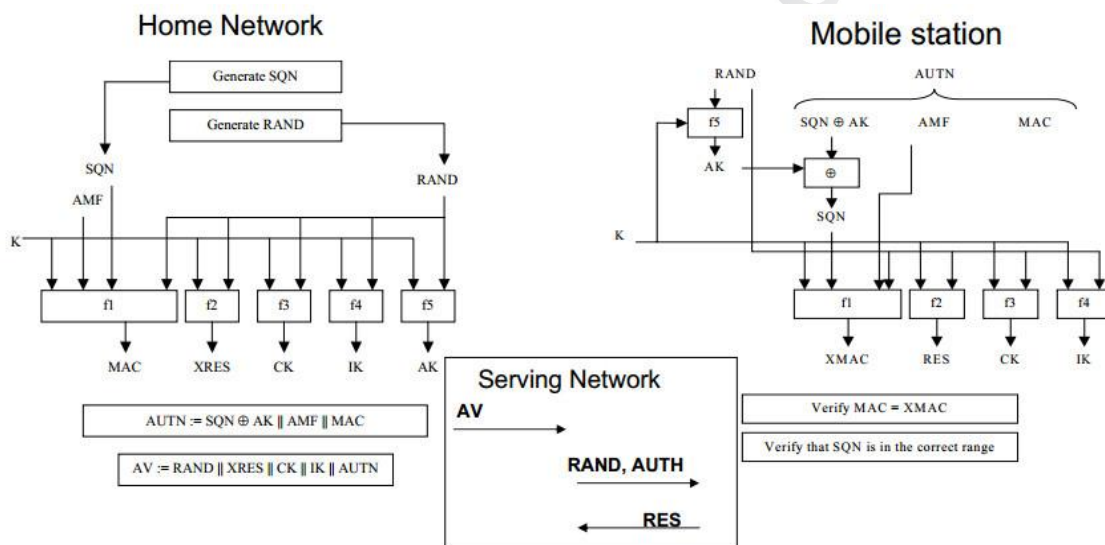 Home Network
Generate SQN
Generate RAND
SQN
RAND
AMF
K
f1 f2 f3 f4 f5
MAC XRES CK IK AK
AUTN := SQN ⊕ AK || AMF || MAC
AV := RAND || XRES || CK || IK || AUTN
Serving Network
AV
RAND, AUTH
RES
Mobile station
RAND AUTN
f5 SQN ⊕ AK AMF MAC
AK ⊕
SQN
K
f1 f2 f3 f4
XMAC RES CK IK
Verify MAC = XMAC
Verify that SQN is in the correct range